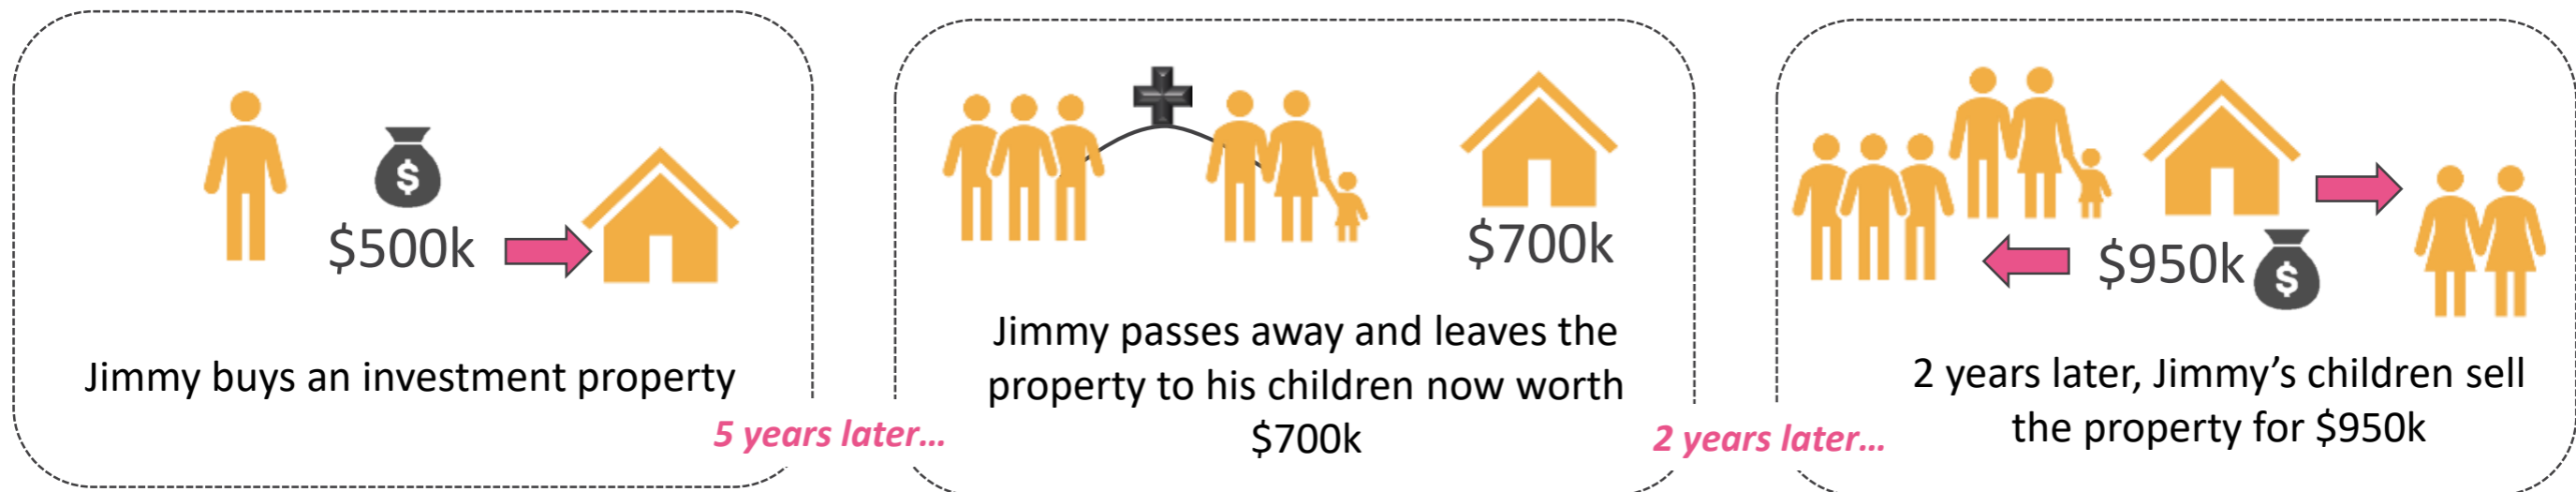 $
$500k
Jimmy buys an investment property
5 years later…
$700k
Jimmy passes away and leaves the
property to his children now worth
$700k
2 years later…
$950k
$
2 years later, Jimmy’s children sell
the property for $950k